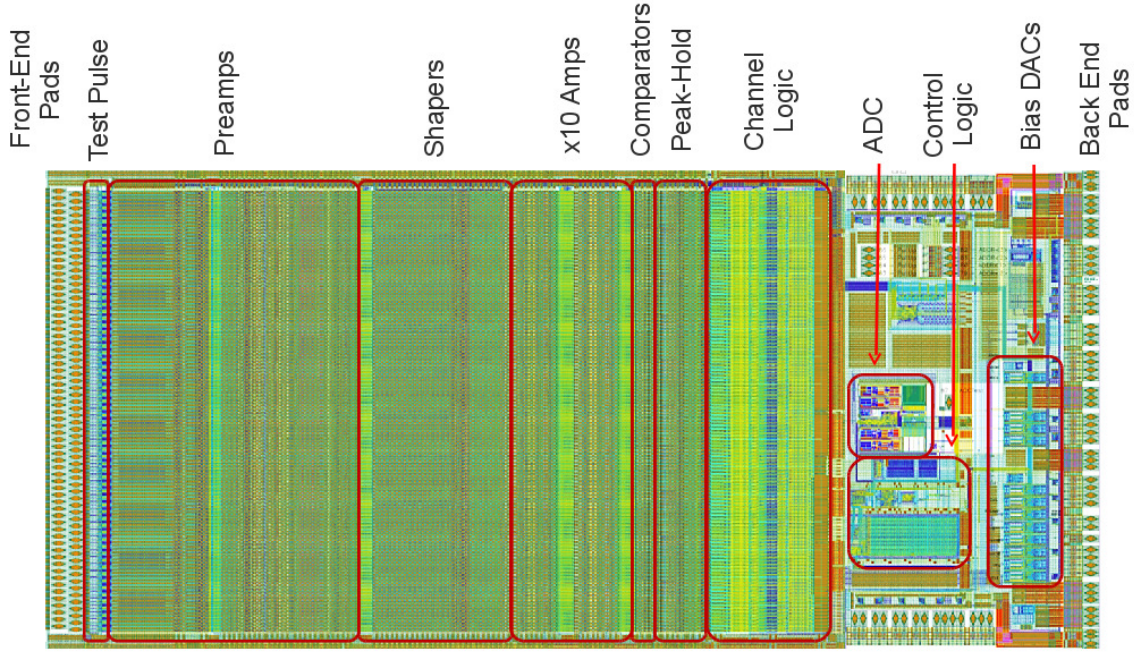 Front-End
Pads
Test Pulse
Preamps
Shapers
x10 Amps
Comparators
Peak-Hold
Channel
Logic
ADC
Control
Logic
Bias DACs
Back End
Pads